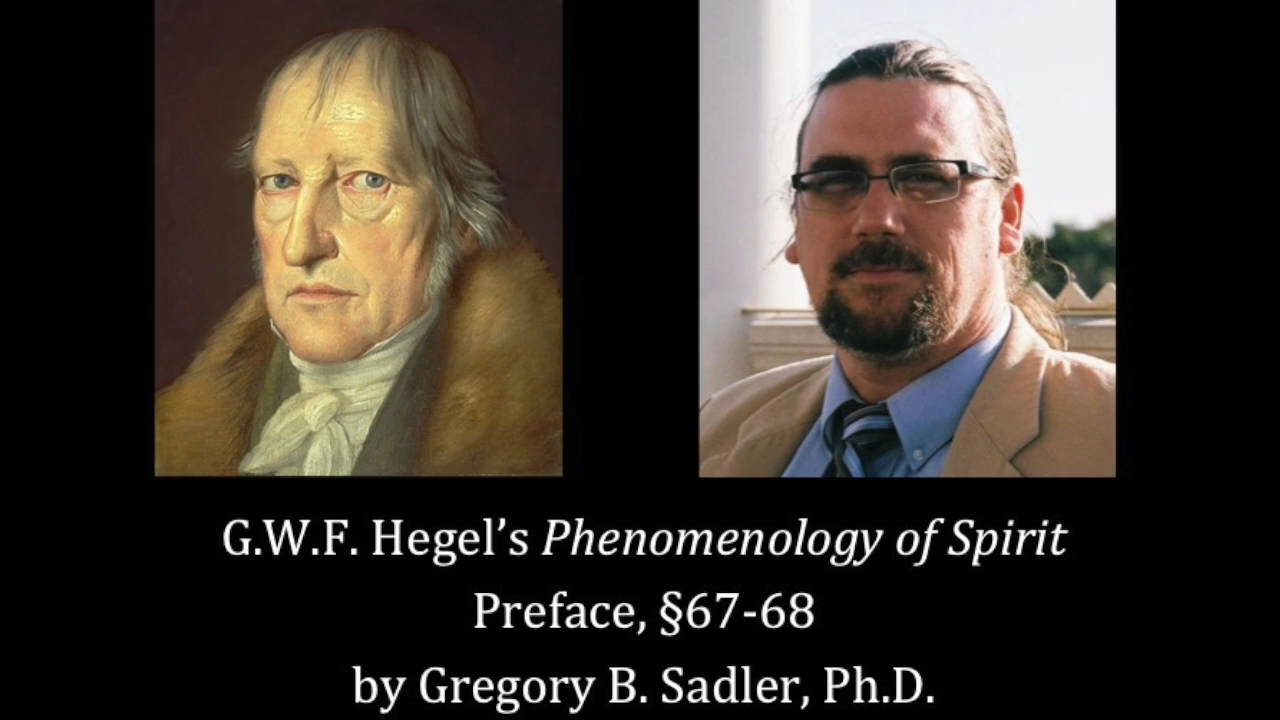 G.W.F. Hegel’s Phenomenology of Spirit
Preface, §67-68
by Gregory B. Sadler, Ph.D.